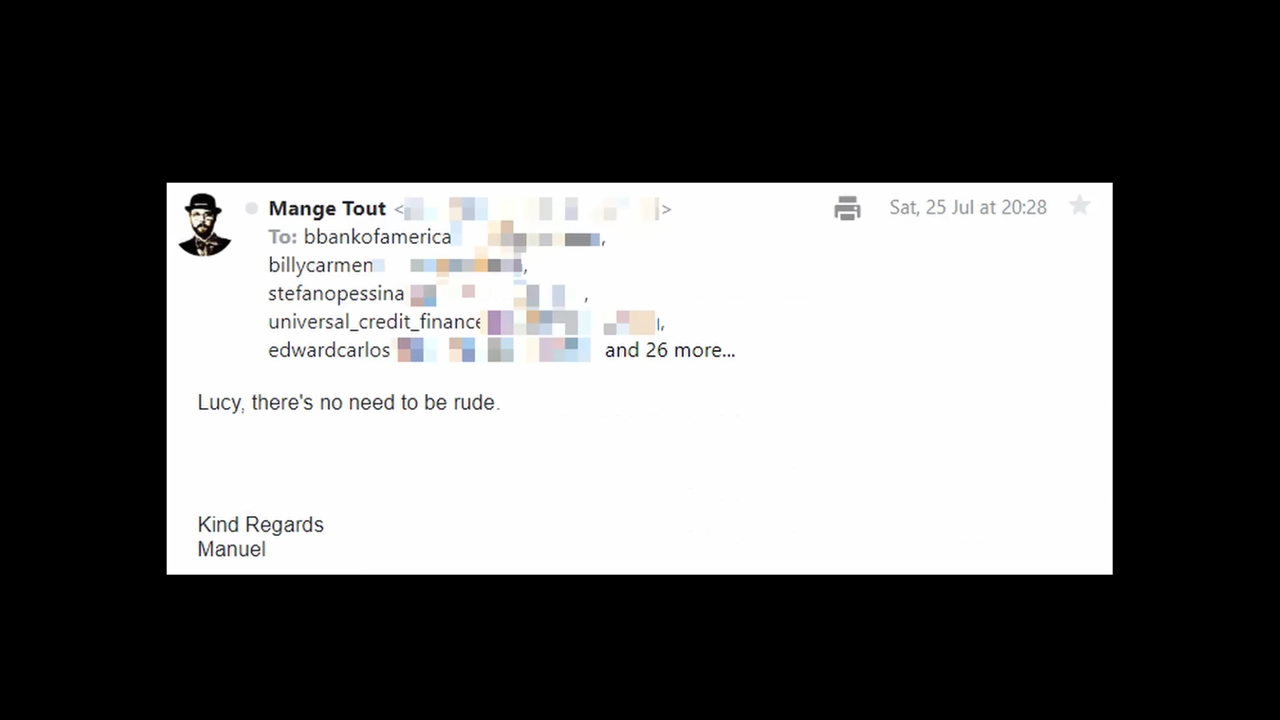 Mange Tout < >
Sat, 25 Jul at 20:28
To: bbankofamerica ,
billycarmen ,
stefanopessina ,
universal_credit_finance ,
edwardcarlos and 26 more...
Lucy, there's no need to be rude.
Kind Regards
Manuel